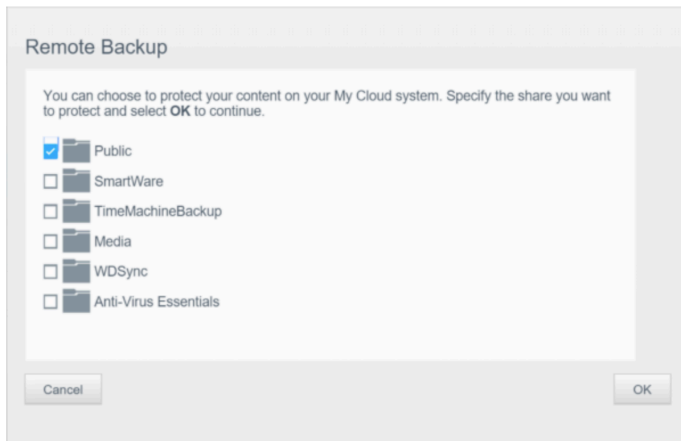 Remote Backup
You can choose to protect your content on your My Cloud system. Specify the share you want
to protect and select OK to continue.
Public
SmartWare
TimeMachineBackup
Media
WDSync
Anti-Virus Essentials
Cancel
OK